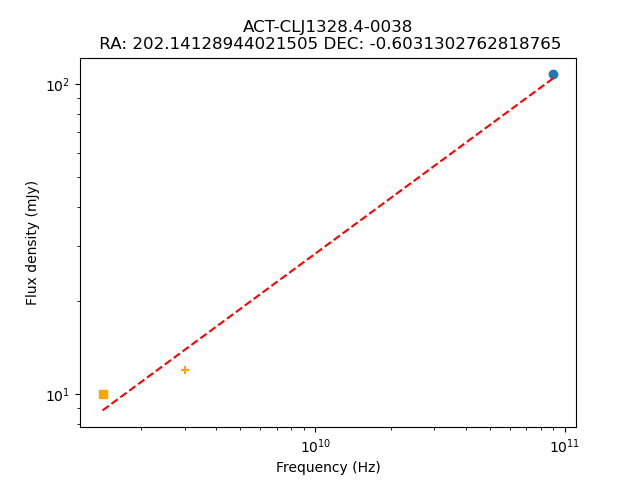 ACT-CLJ1328.4-0038
RA: 202.14128944021505 DEC: -0.6031302762818765
10²
Flux density (mJy)
10¹
10¹⁰
10¹¹
Frequency (Hz)